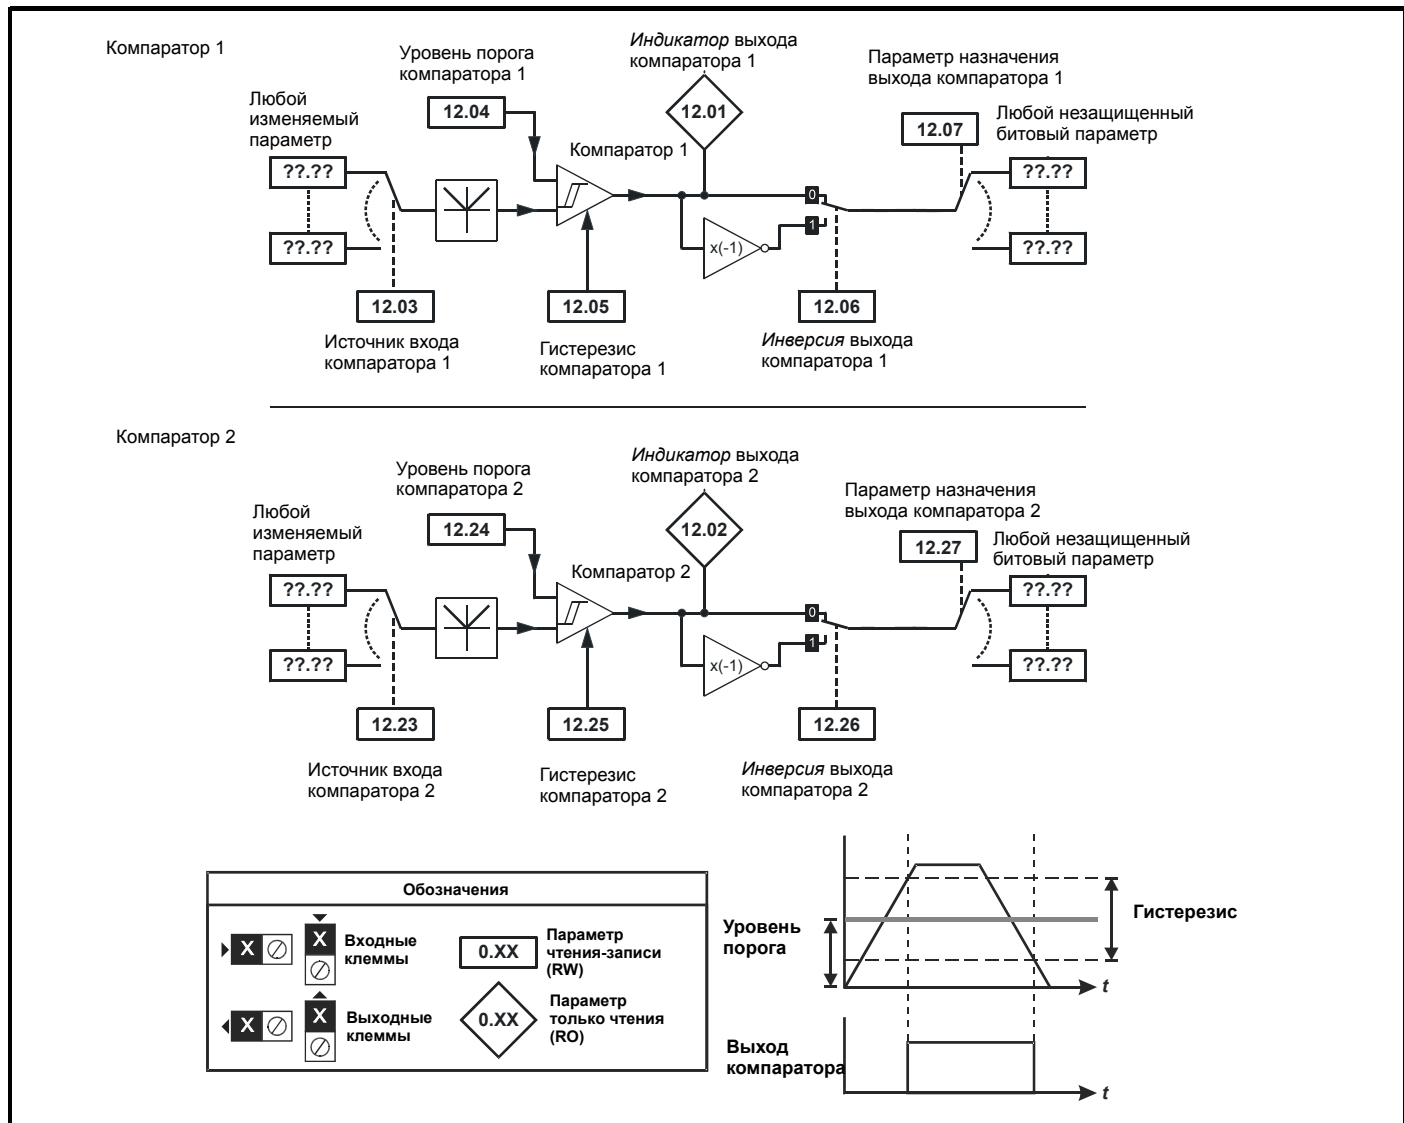 Компаратор 1
Уровень порога
компаратора 1
Индикатор выхода
компаратора 1
Параметр назначения
выхода компаратора 1
Любой
изменяемый
параметр
12.04
12.01
12.07
Любой незащищенный
битовый параметр
Компаратор 1
??.??
??.??
0
1
x(-1)
??.??
??.??
12.03
12.05
12.06
Источник входа
компаратора 1
Гистерезис
компаратора 1
Инверсия выхода
компаратора 1
Компаратор 2
Уровень порога
компаратора 2
Индикатор выхода
компаратора 2
Параметр назначения
выхода компаратора 2
Любой
изменяемый
параметр
12.24
12.02
12.27
Любой незащищенный
битовый параметр
Компаратор 2
??.??
??.??
0
1
x(-1)
??.??
??.??
12.23
12.25
12.26
Источник входа
компаратора 2
Гистерезис
компаратора 2
Инверсия выхода
компаратора 2
Обозначения
X
X
Входные
клеммы
0.XX
Параметр
чтения-записи
(RW)
X
X
Выходные
клеммы
0.XX
Параметр
только чтения
(RO)
Уровень
порога
Гистерезис
t
Выход
компаратора
t